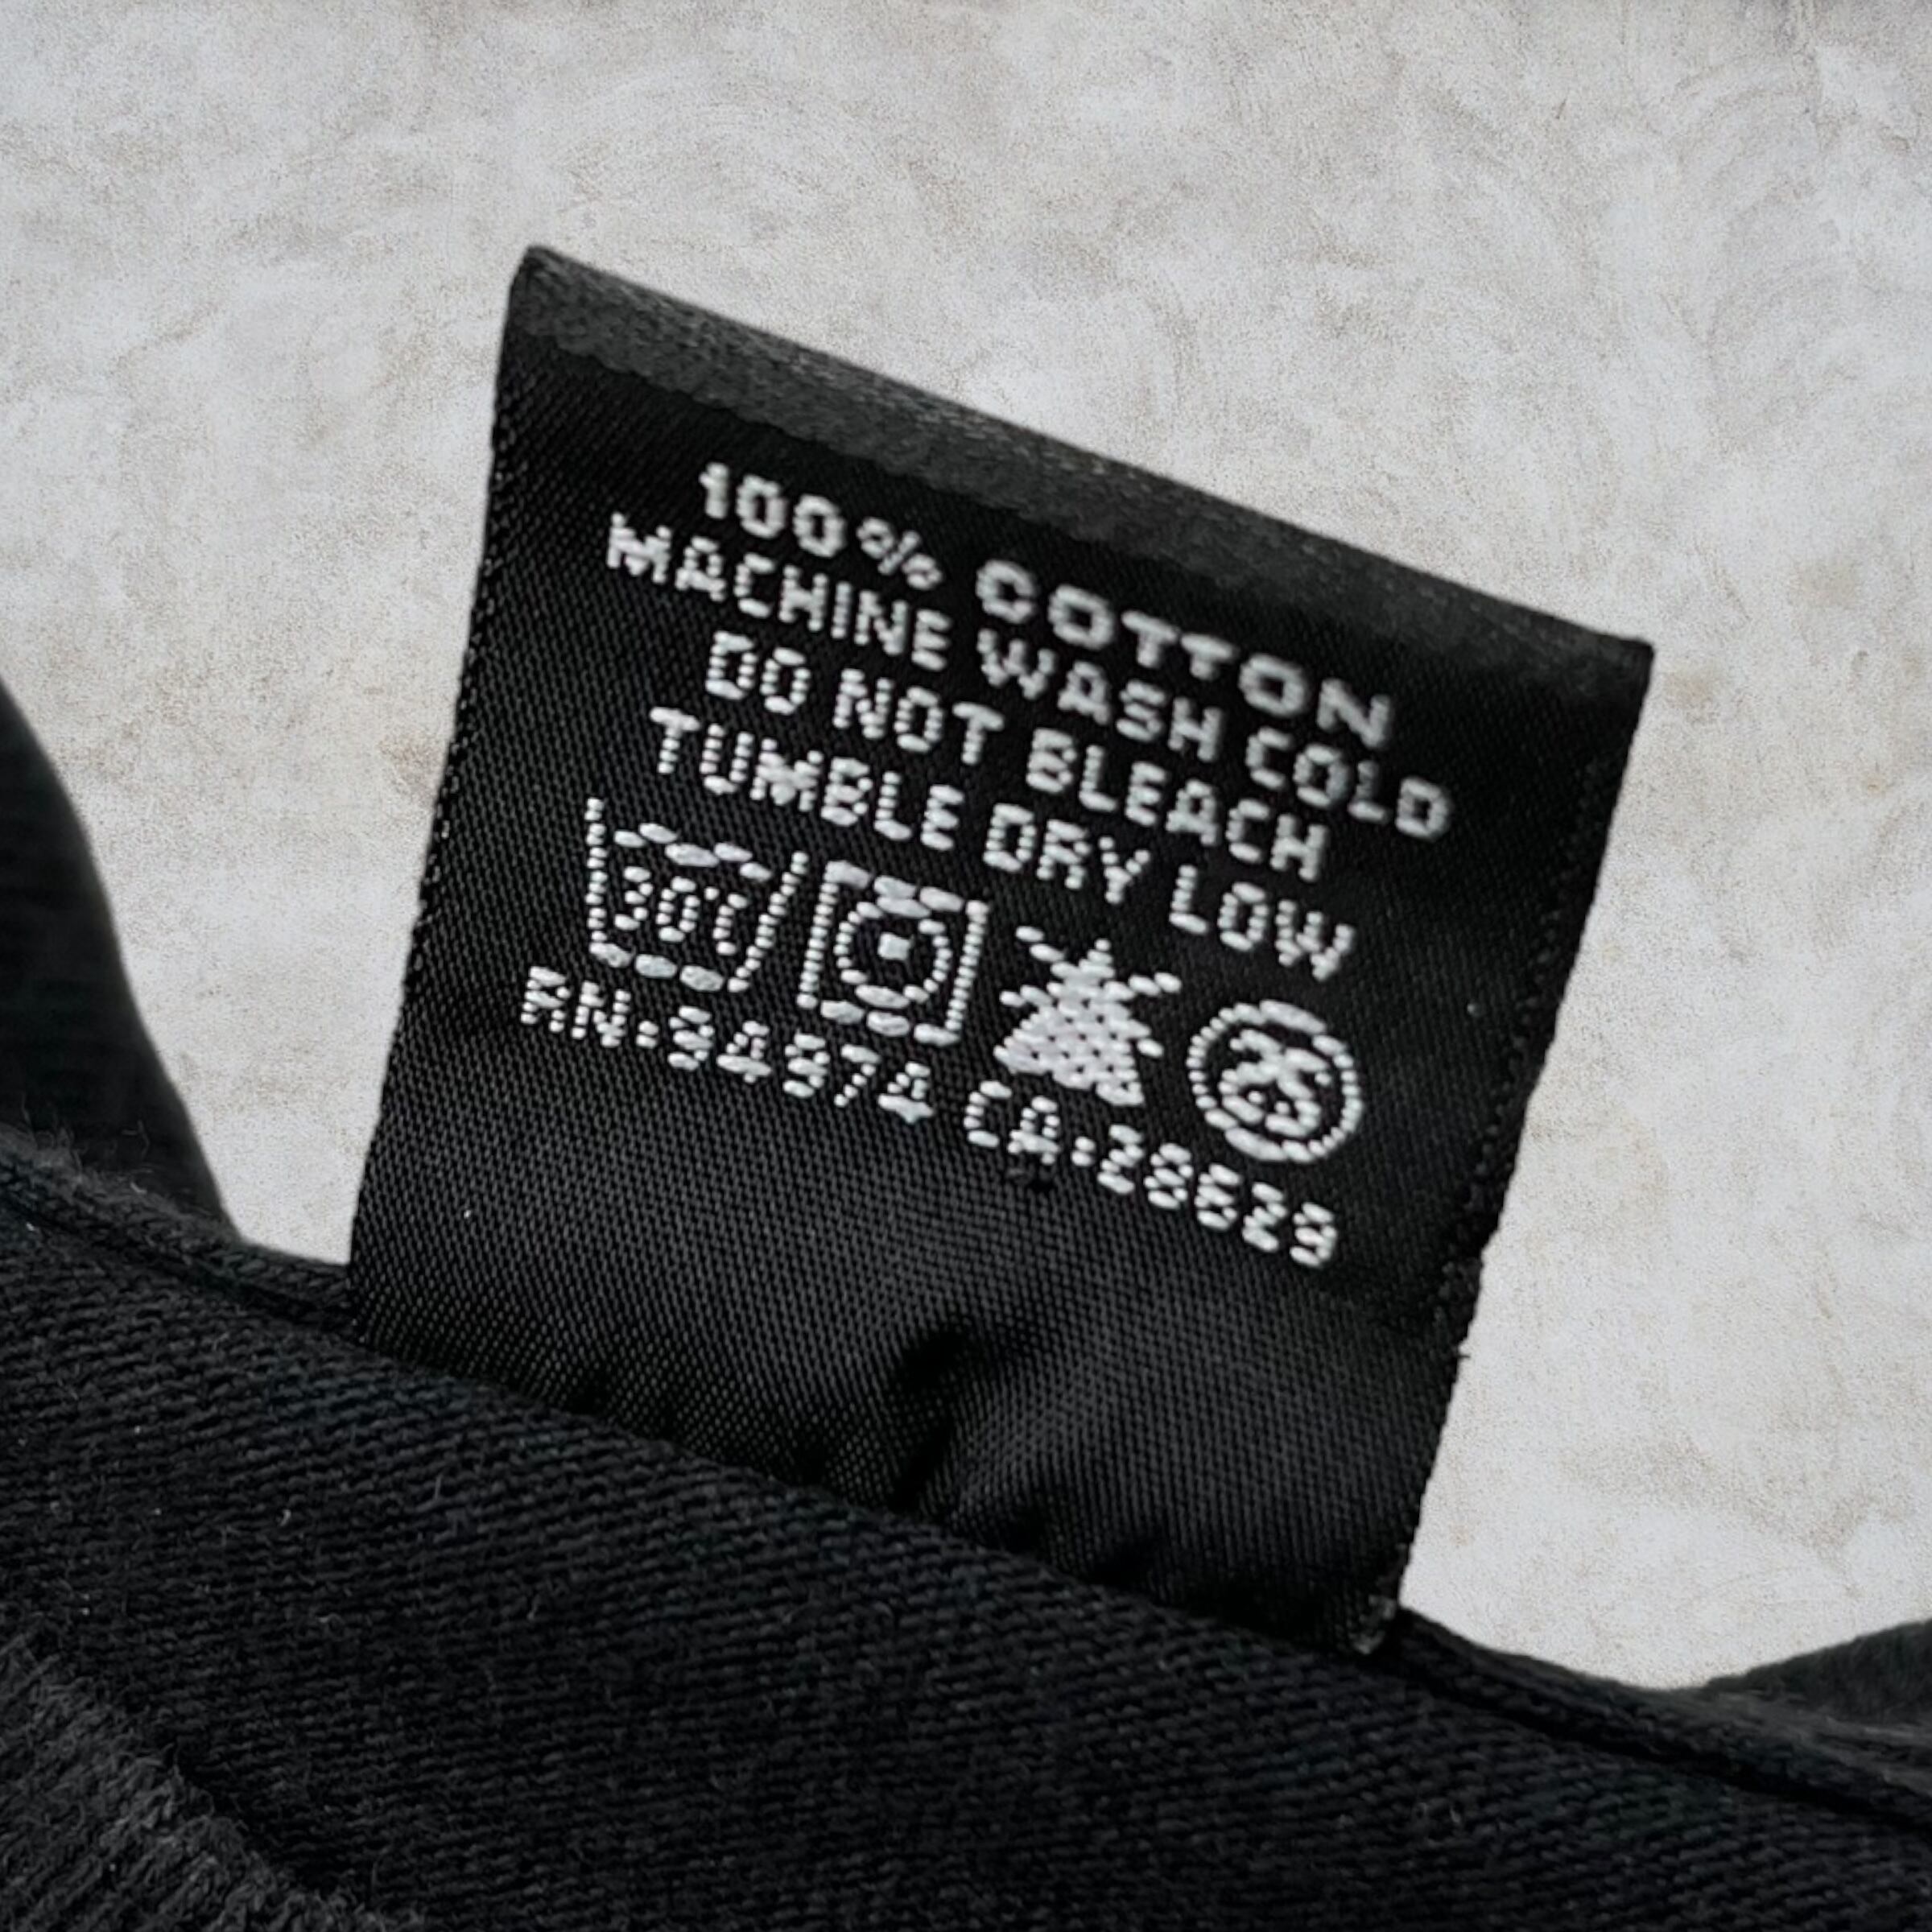 100% COTTON
MACHINE WASH COLD
DO NOT BLEACH
TUMBLE DRY LOW
30°C
RN:94974 CA:28629